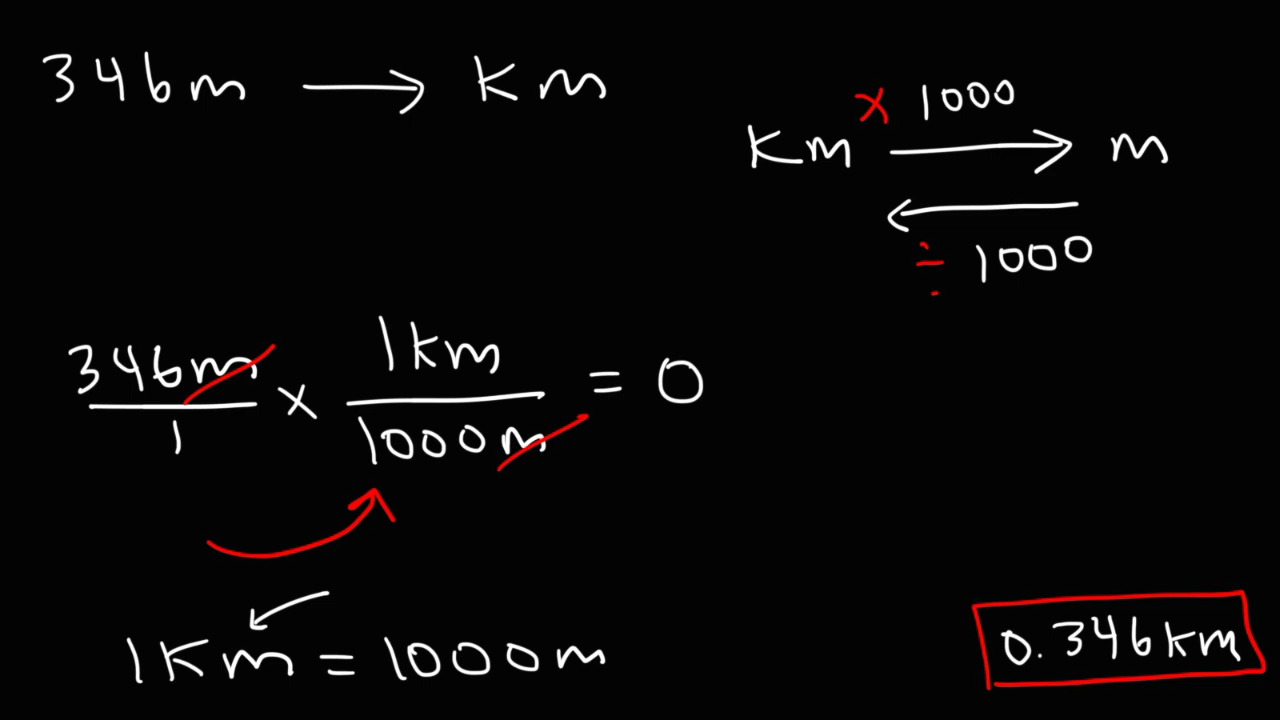 346m → Km
Km × 1000 → m
← ÷ 1000
346m/1 × 1km/1000m = 0
1Km = 1000m
0.346km